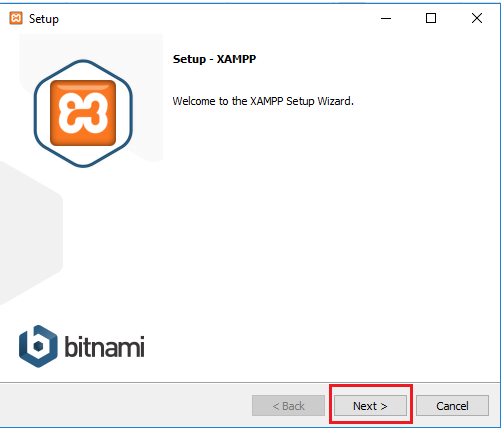 Setup
Setup - XAMPP
Welcome to the XAMPP Setup Wizard.
bitnami
< Back
Next >
Cancel